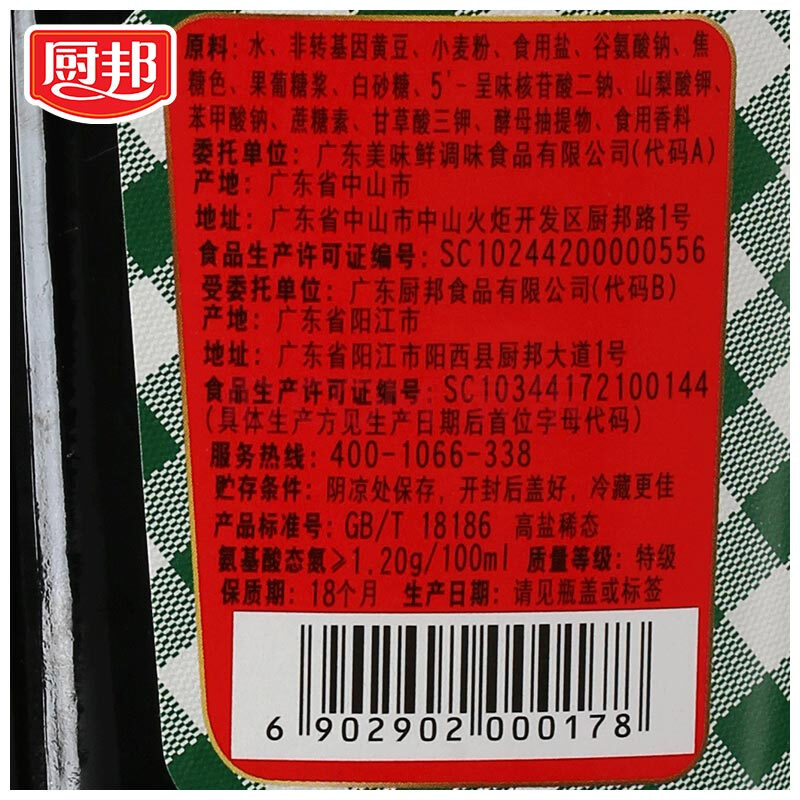 厨邦
原料：水、非转基因黄豆、小麦粉、食用盐、谷氨酸钠、焦
糖色、果葡糖浆、白砂糖、5'-呈味核苷酸二钠、山梨酸钾、
苯甲酸钠、蔗糖素、甘草酸三钾、酵母抽提物、食用香料
委托单位：广东美味鲜调味食品有限公司(代码A)
产地：广东省中山市
地址：广东省中山市中山火炬开发区厨邦路1号
食品生产许可证编号：SC10244200000556
受委托单位：广东厨邦食品有限公司(代码B)
产地：广东省阳江市
地址：广东省阳江市阳西县厨邦大道1号
食品生产许可证编号：SC10344172100144
(具体生产方见生产日期后首位字母代码)
服务热线：400-1066-338
贮存条件：阴凉处保存，开封后盖好，冷藏更佳
产品标准号：GB/T 18186 高盐稀态
氨基酸态氮≥1.20g/100ml 质量等级：特级
保质期：18个月 生产日期：请见瓶盖或标签
6 902902 000178